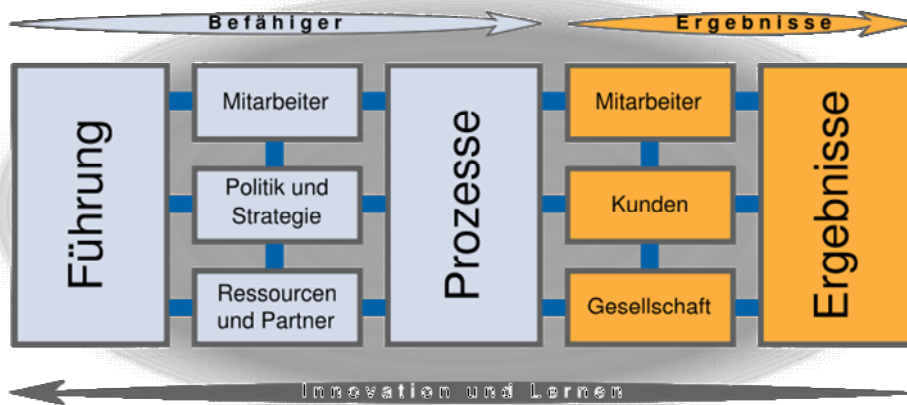 Befähiger
Ergebnisse
Führung
Mitarbeiter
Politik und
Strategie
Ressourcen
und Partner
Prozesse
Mitarbeiter
Kunden
Gesellschaft
Ergebnisse
Innovation und Lernen